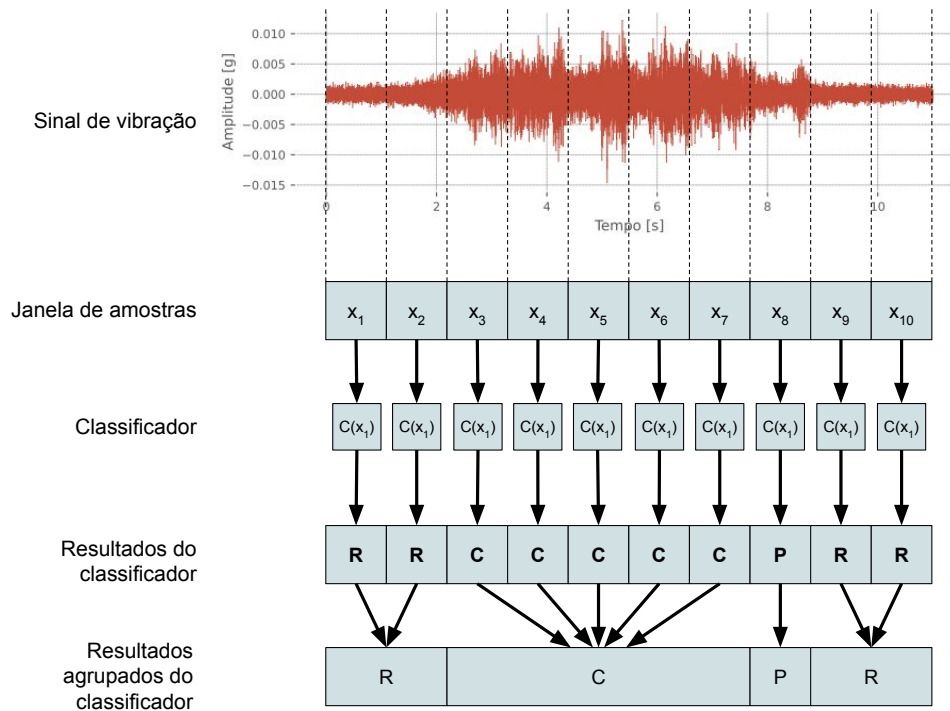 Sinal de vibração
Amplitude [g]
0.010
0.005
0.000
−0.005
−0.010
−0.015
0 2 4 6 8 10
Tempo [s]
Janela de amostras
x1 x2 x3 x4 x5 x6 x7 x8 x9 x10
Classificador
C(x1) C(x1) C(x1) C(x1) C(x1) C(x1) C(x1) C(x1) C(x1) C(x1)
Resultados do
classificador
R R C C C C C P R R
Resultados
agrupados do
classificador
R C P R